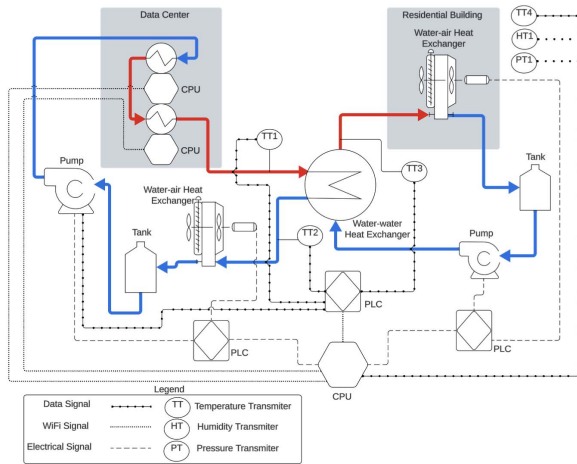 Data Center
Residential Building
Water-air Heat
Exchanger
TT4
HT1
PT1
CPU
CPU
TT1
TT3
Pump
Water-air Heat
Exchanger
Tank
Tank
TT2
Water-water
Heat Exchanger
Pump
PLC
PLC
PLC
CPU
Legend
Data Signal
TT
Temperature Transmiter
WiFi Signal
HT
Humidity Transmiter
Electrical Signal
PT
Pressure Transmiter